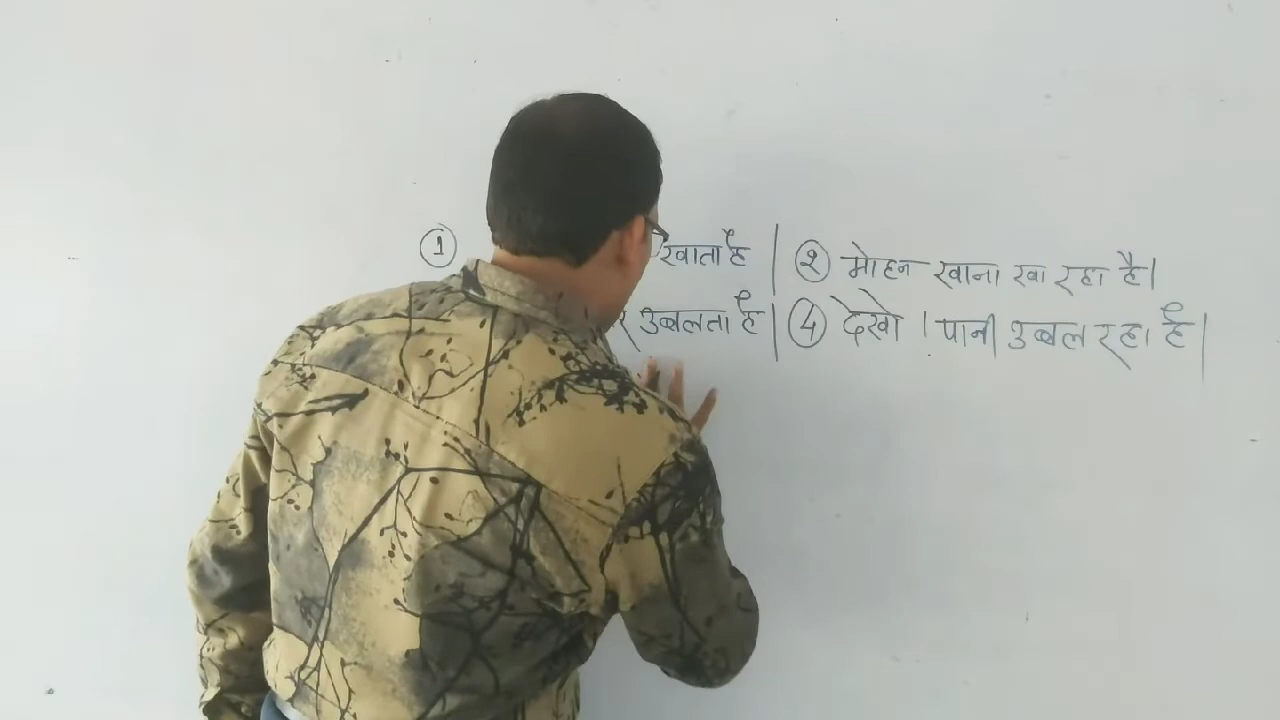 ① खाता है | ② मोहन खाना खा रहा है।
उबलता है | ④ देखो । पानी उबल रहा है।